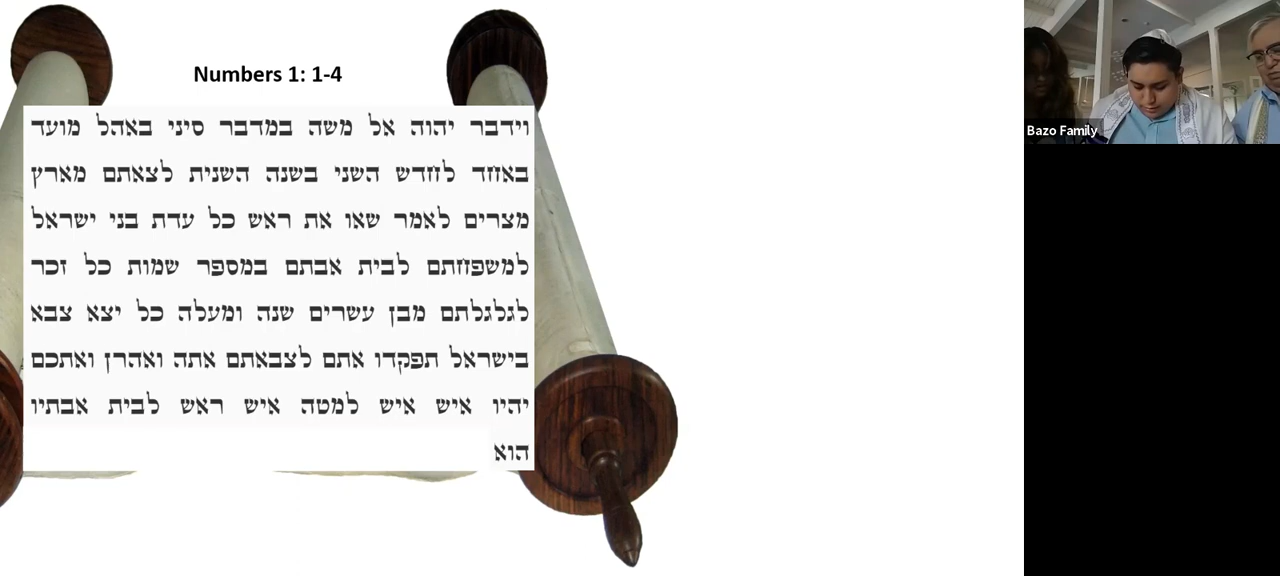 Numbers 1: 1-4
וידבר יהוה אל משה במדבר סיני באהל מועד
באחד לחדש השני בשנה השנית לצאתם מארץ
מצרים לאמר שאו את ראש כל עדת בני ישראל
למשפחתם לבית אבתם במספר שמות כל זכר
לגלגלתם מבן עשרים שנה ומעלה כל יצא צבא
בישראל תפקדו אתם לצבאתם אתה ואהרן ואתכם
יהיו איש איש למטה איש ראש לבית אבתיו
הוא
Bazo Family